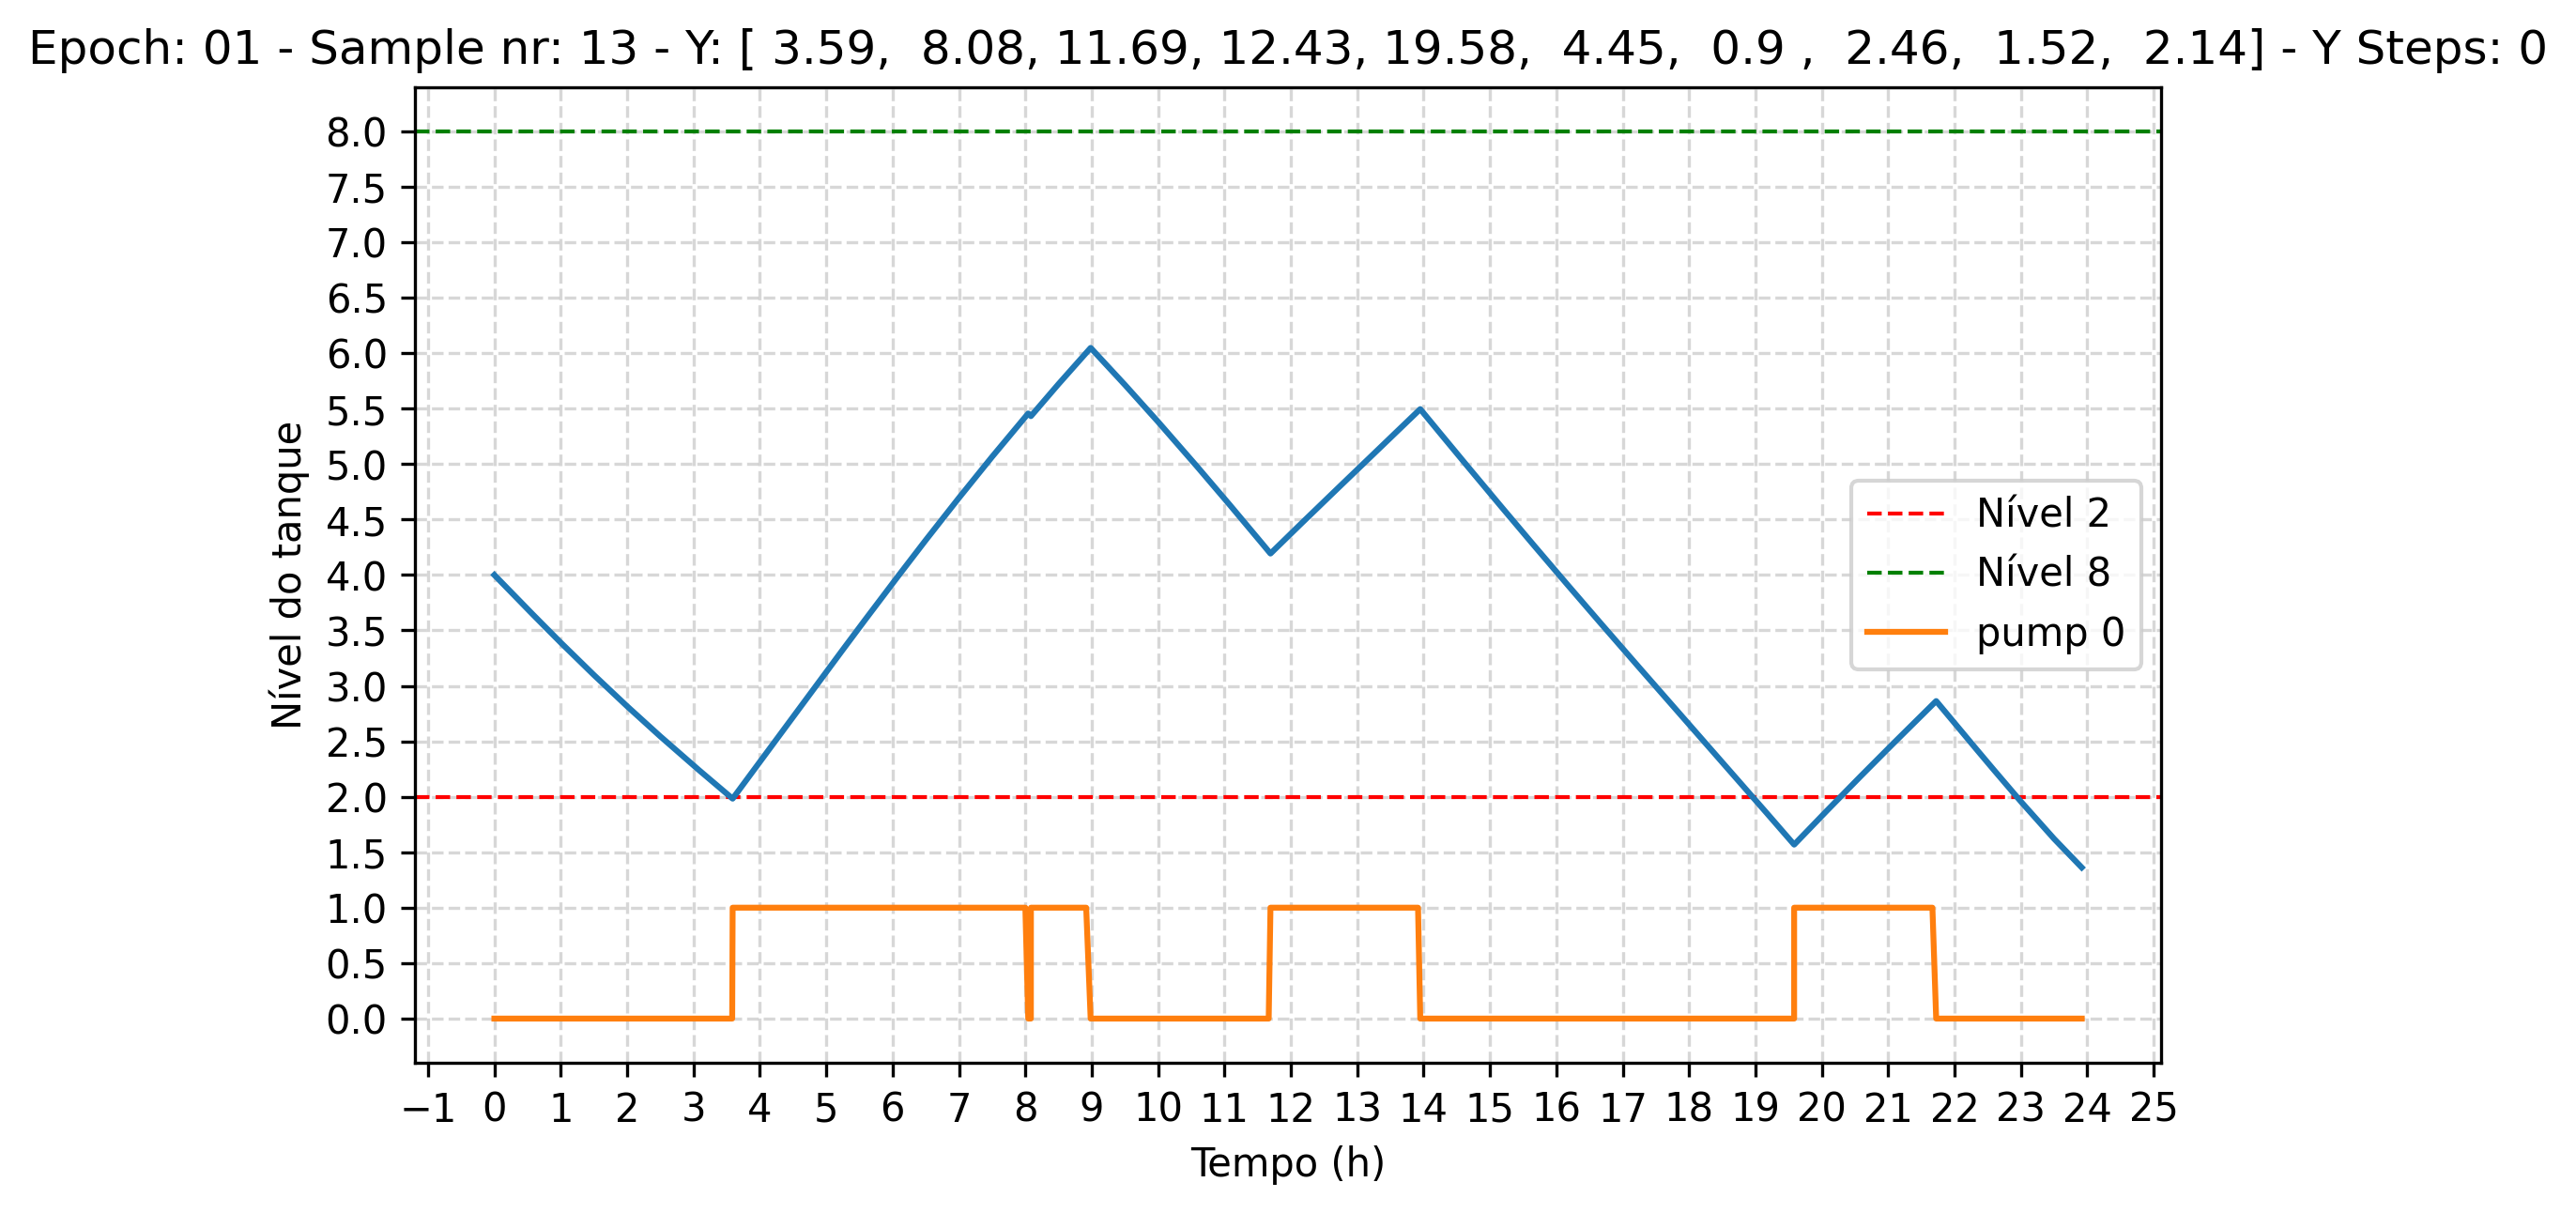 Epoch: 01 - Sample nr: 13 - Y: [ 3.59,  8.08, 11.69, 12.43, 19.58,  4.45,  0.9 ,  2.46,  1.52,  2.14] - Y Steps: 0
8.0
7.5
7.0
6.5
6.0
5.5
5.0
4.5
4.0
3.5
3.0
2.5
2.0
1.5
1.0
0.5
0.0
Nível do tanque
Nível 2
Nível 8
pump 0
−1 0 1 2 3 4 5 6 7 8 9 10 11 12 13 14 15 16 17 18 19 20 21 22 23 24 25
Tempo (h)